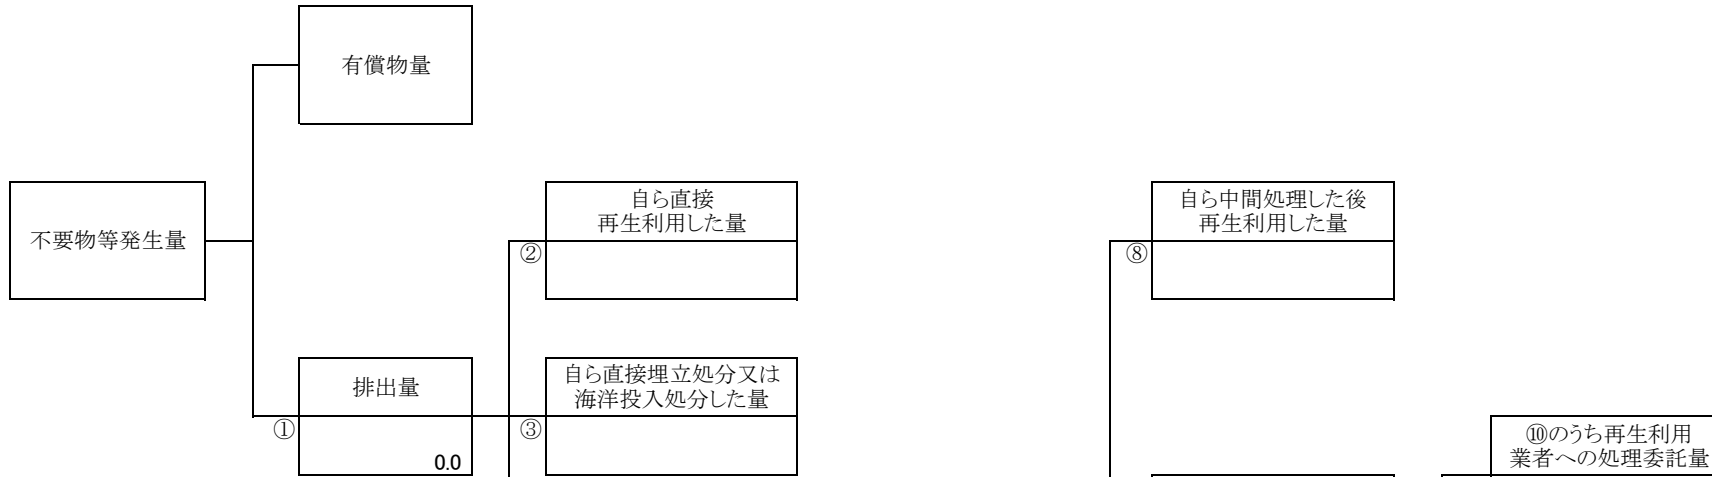 有償物量
不要物等発生量
自ら直接
再生利用した量
②
自ら中間処理した後
再生利用した量
⑧
排出量
①
0.0
自ら直接埋立処分又は
海洋投入処分した量
③
⑩のうち再生利用
業者への処理委託量